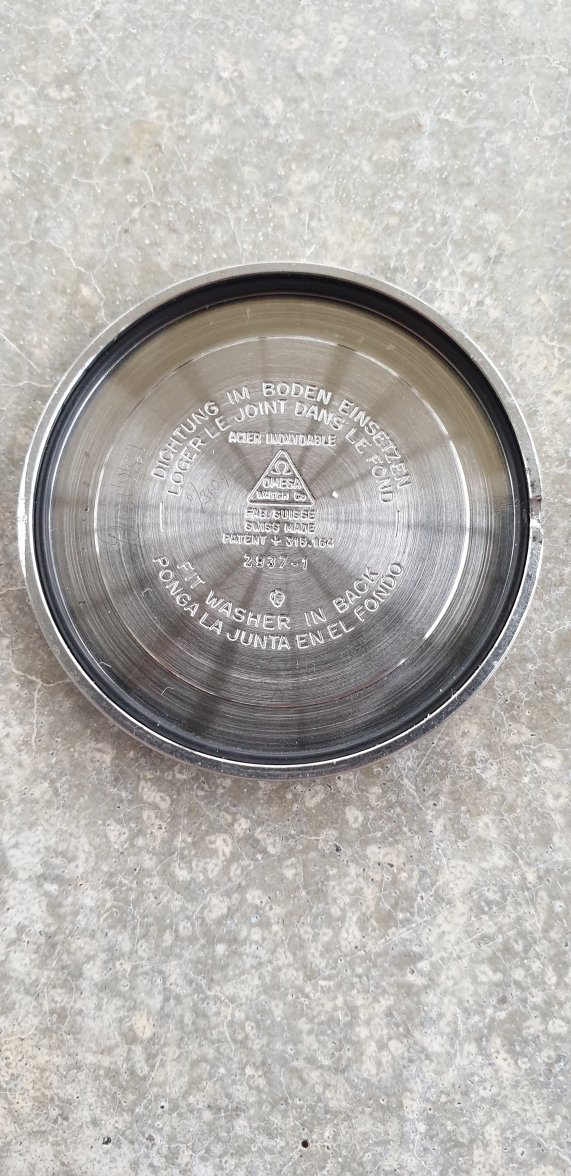 DICHTUNG IM BODEN EINSETZEN
LOGER LE JOINT DANS LE FOND
ACIER INOXYDABLE
Ω
OMEGA
WATCH Co
FAB. SUISSE
SWISS MADE
PATENT + 315.164
2937-1
FIT WASHER IN BACK
PONGA LA JUNTA EN EL FONDO